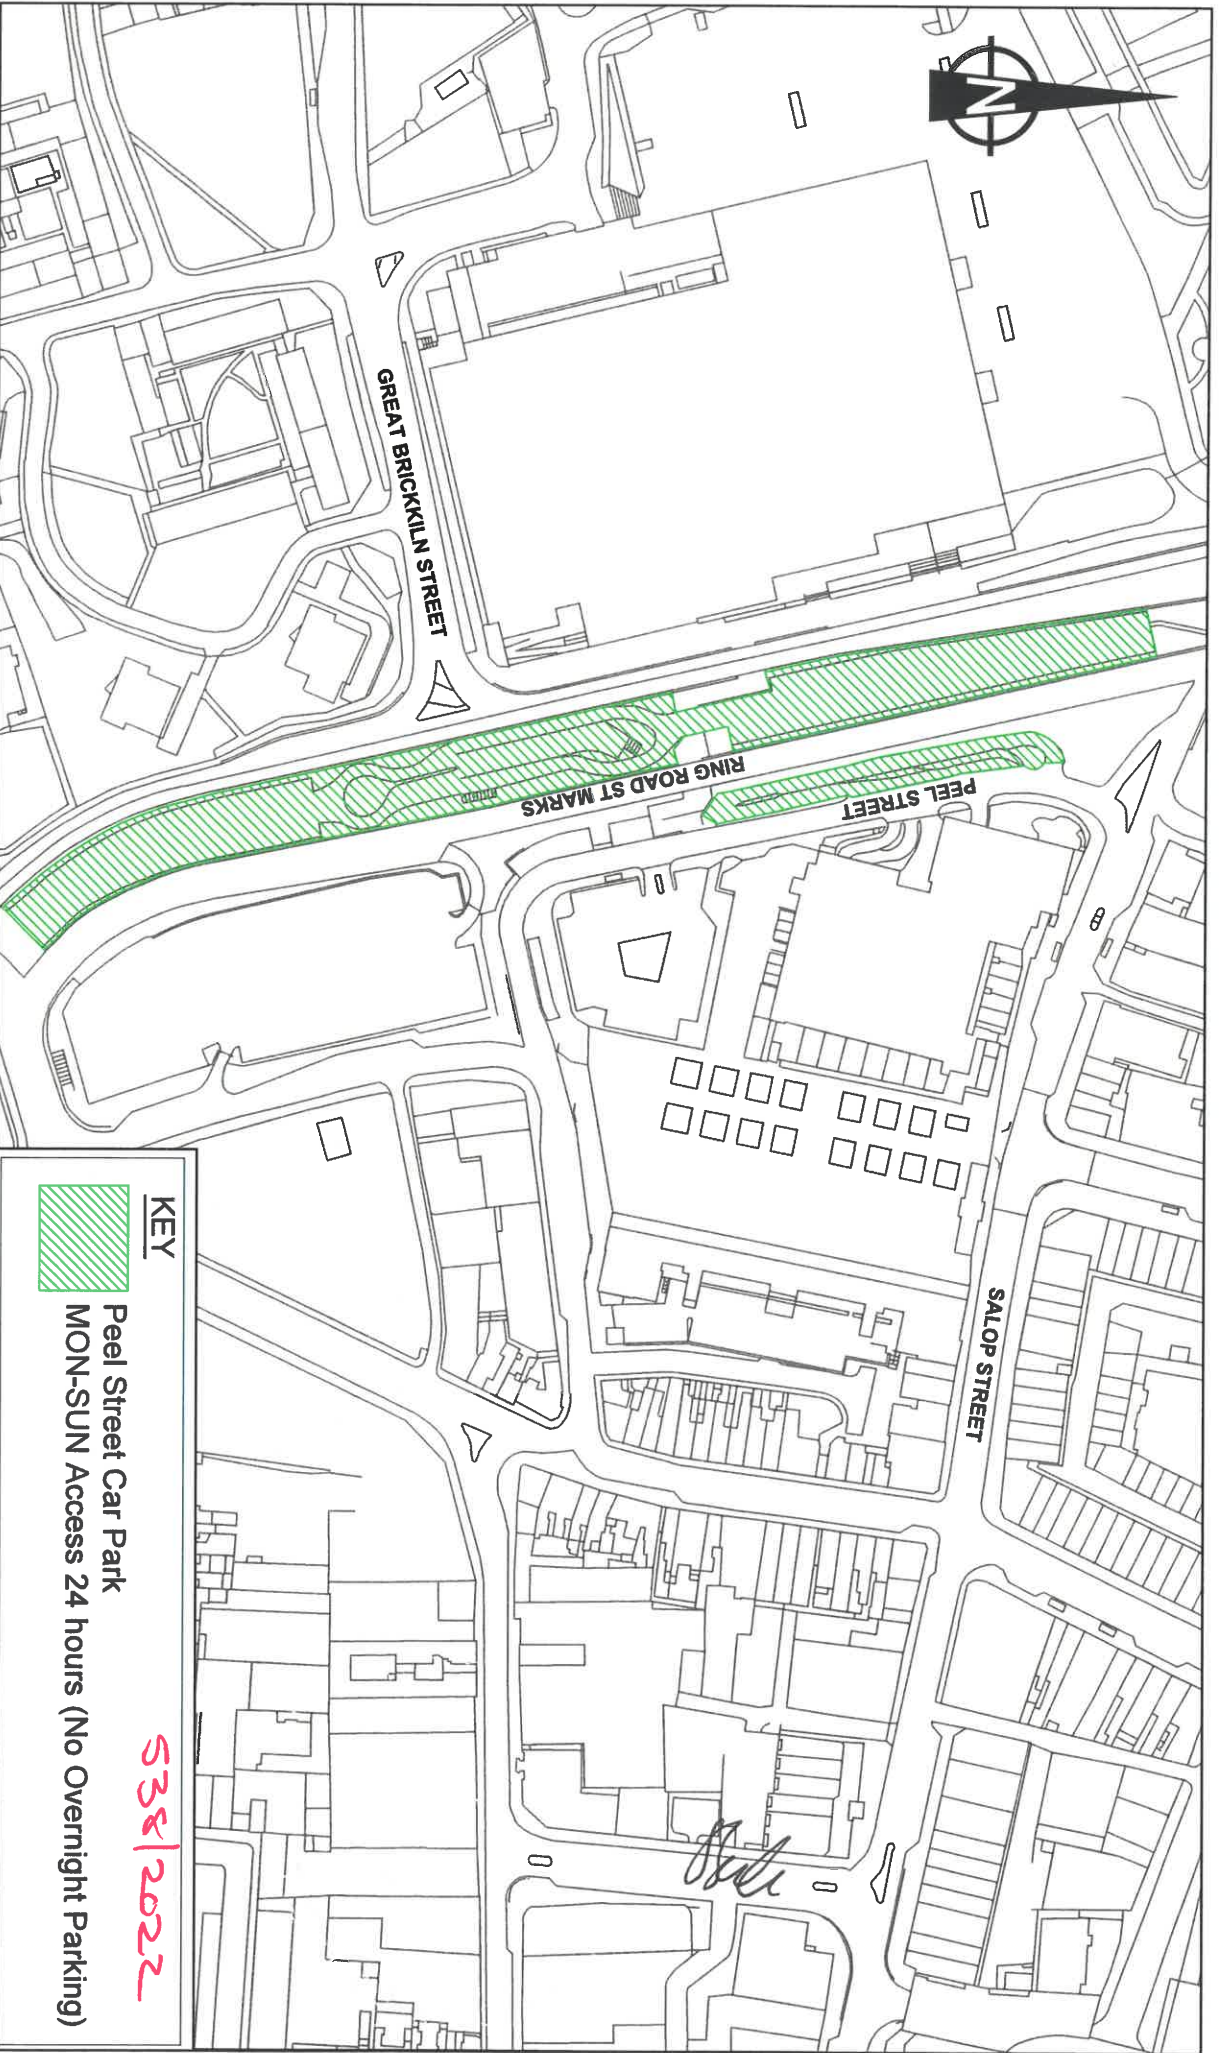 N
GREAT BRICKKILN STREET
RING ROAD ST MARKS
PEEL STREET
SALOP STREET
KEY
Peel Street Car Park
MON-SUN Access 24 hours (No Overnight Parking)
538/2022